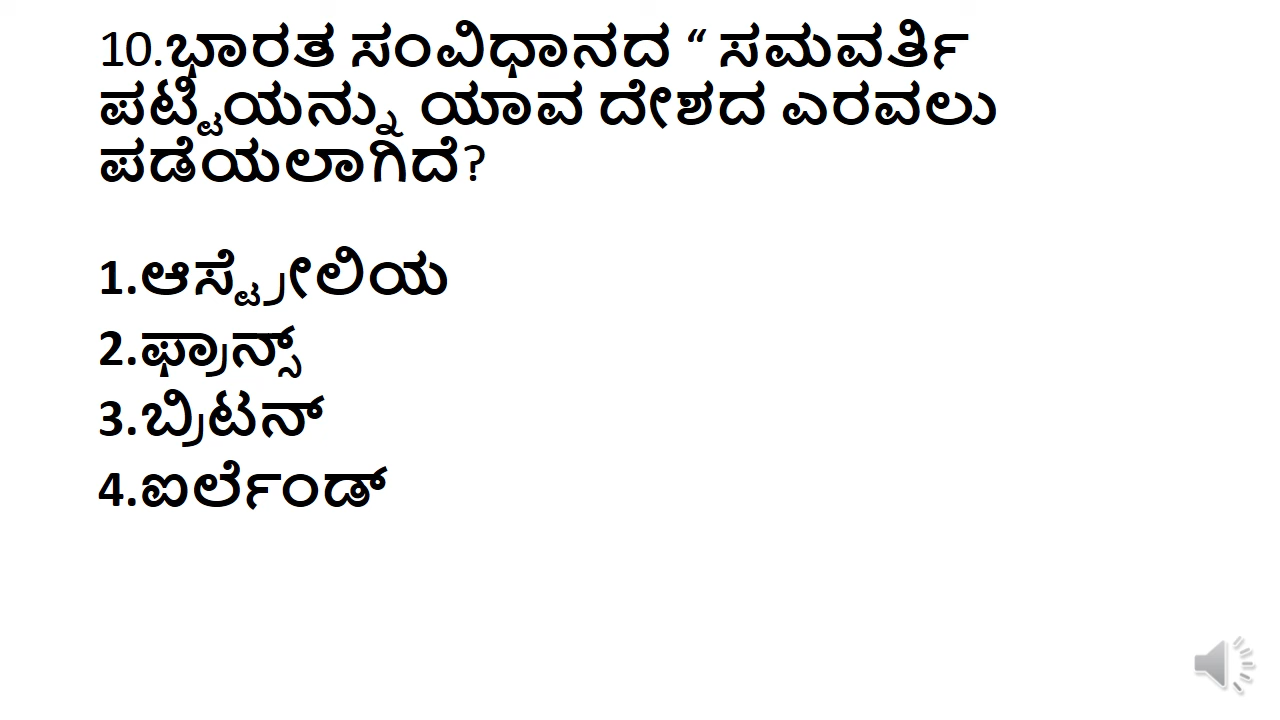 10.ಭಾರತ ಸಂವಿಧಾನದ “ ಸಮವರ್ತಿ
ಪಟ್ಟಿಯನ್ನು ಯಾವ ದೇಶದ ಎರವಲು
ಪಡೆಯಲಾಗಿದೆ?
1.ಆಸ್ಟ್ರೇಲಿಯ
2.ಫ್ರಾನ್ಸ್
3.ಬ್ರಿಟನ್
4.ಐರ್ಲೆಂಡ್